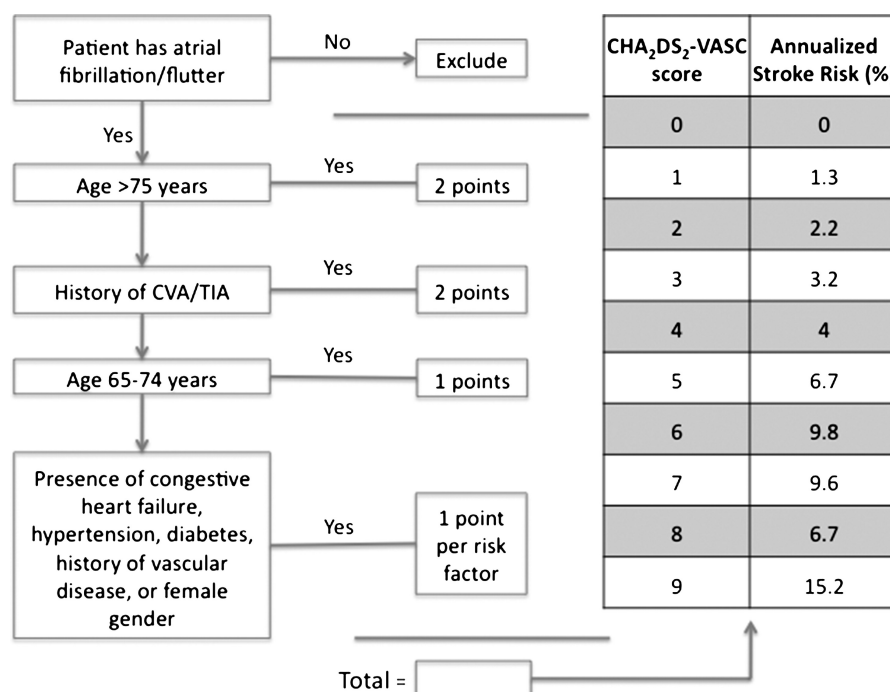 Patient has atrial
fibrillation/flutter
No
Exclude
Yes
Age >75 years
Yes
2 points
History of CVA/TIA
Yes
2 points
Age 65-74 years
Yes
1 points
Presence of congestive
heart failure,
hypertension, diabetes,
history of vascular
disease, or female
gender
Yes
1 point
per risk
factor
Total =
CHA₂DS₂-VASC
score
Annualized
Stroke Risk (%
0 0
1 1.3
2 2.2
3 3.2
4 4
5 6.7
6 9.8
7 9.6
8 6.7
9 15.2